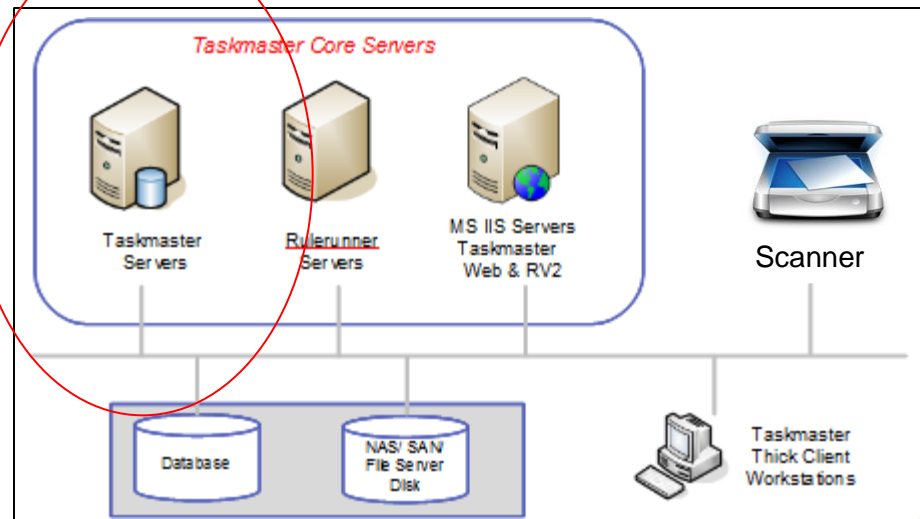 Taskmaster Core Servers
Taskmaster
Servers
Rulerunner
Servers
MS IIS Servers
Taskmaster
Web & RV2
Scanner
Database
NAS/ SAN/
File Server
Disk
Taskmaster
Thick Client
Workstations